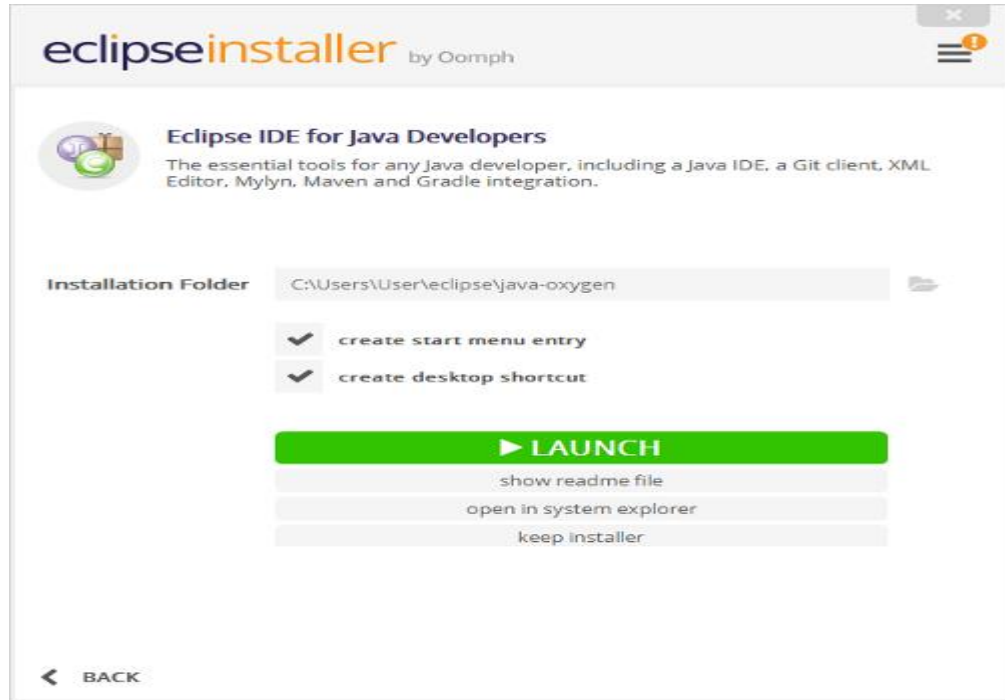 eclipseinstaller by Oomph
Eclipse IDE for Java Developers
The essential tools for any Java developer, including a Java IDE, a Git client, XML
Editor, Mylyn, Maven and Gradle integration.
Installation Folder C:\Users\User\eclipse\java-oxygen
create start menu entry
create desktop shortcut
LAUNCH
show readme file
open in system explorer
keep installer
BACK